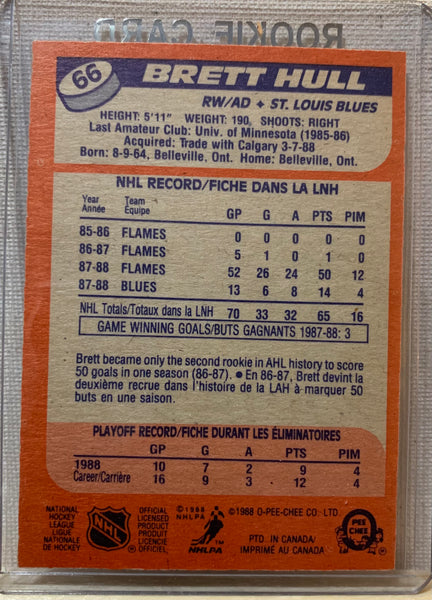 ROOKIE CARD
66
BRETT HULL
RW/AD + ST. LOUIS BLUES
HEIGHT: 5'11" WEIGHT: 190 SHOOTS: RIGHT
Last Amateur Club: Univ. of Minnesota (1985-86)
Acquired: Trade with Calgary 3-7-88
Born: 8-9-64, Belleville, Ont. Home: Belleville, Ont.
NHL RECORD/FICHE DANS LA LNH
Year Team
Année Équipe GP G A PTS PIM
85-86 FLAMES 0 0 0 0 0
86-87 FLAMES 5 1 0 1 0
87-88 FLAMES 52 26 24 50 12
87-88 BLUES 13 6 8 14 4
NHL Totals/Totaux dans la LNH 70 33 32 65 16
GAME WINNING GOALS/BUTS GAGNANTS 1987-88: 3
Brett became only the second rookie in AHL history to score
50 goals in one season (86-87). • En 86-87, Brett devint la
deuxième recrue dans l'histoire de la LAH à marquer 50
buts en une saison.
PLAYOFF RECORD/FICHE DURANT LES ÉLIMINATOIRES
GP G A PTS PIM
1988 10 7 2 9 4
Career/Carrière 16 9 3 12 4
NATIONAL
HOCKEY
LEAGUE
LIGUE
NATIONALE
DE HOCKEY
NHL
OFFICIAL
LICENSED
PRODUCT
PRODUIT
OFFICIEL
©1988
NHLPA
NHLPA
©1988 O-PEE-CHEE CO. LTD.
PTD. IN CANADA/
IMPRIMÉ AU CANADA
O
PEE
CHEE